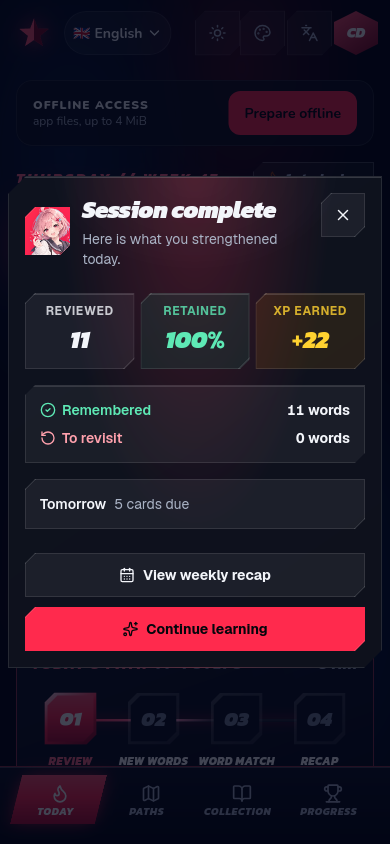 🇬🇧 English
CD
OFFLINE ACCESS
app files, up to 4 MiB
Prepare offline
Session complete
Here is what you strengthened
today.
REVIEWED
RETAINED
XP EARNED
11
100%
+22
Remembered
11 words
To revisit
0 words
Tomorrow 5 cards due
View weekly recap
Continue learning
01
02
03
04
REVIEW
NEW WORDS
WORD MATCH
RECAP
TODAY
PATHS
COLLECTION
PROGRESS